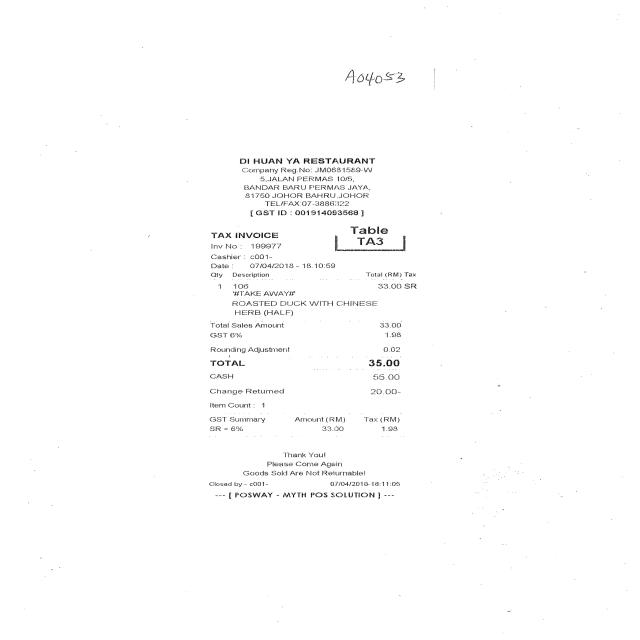 A04053
DI HUAN YA RESTAURANT
Company Reg.No: JM0681589-W
5,JALAN PERMAS 10/5,
BANDAR BARU PERMAS JAYA,
81750 JOHOR BAHRU,JOHOR
TEL/FAX:07-3886322
[ GST ID : 001914093568 ]
TAX INVOICE
Table
TA3
Inv No : 199977
Cashier : c001-
Date : 07/04/2018 - 18:10:59
Qty Description Total (RM) Tax
1 106 33.00 SR
'#TAKE AWAY#'
ROASTED DUCK WITH CHINESE
HERB (HALF)
Total Sales Amount 33.00
GST 6% 1.98
Rounding Adjustment 0.02
TOTAL 35.00
CASH 55.00
Change Returned 20.00-
Item Count : 1
GST Summary Amount (RM) Tax (RM)
SR = 6% 33.00 1.98
Thank You!
Please Come Again
Goods Sold Are Not Returnable!
Closed by - c001- 07/04/2018-18:11:05
--- [ POSWAY - MYTH POS SOLUTION ] ---